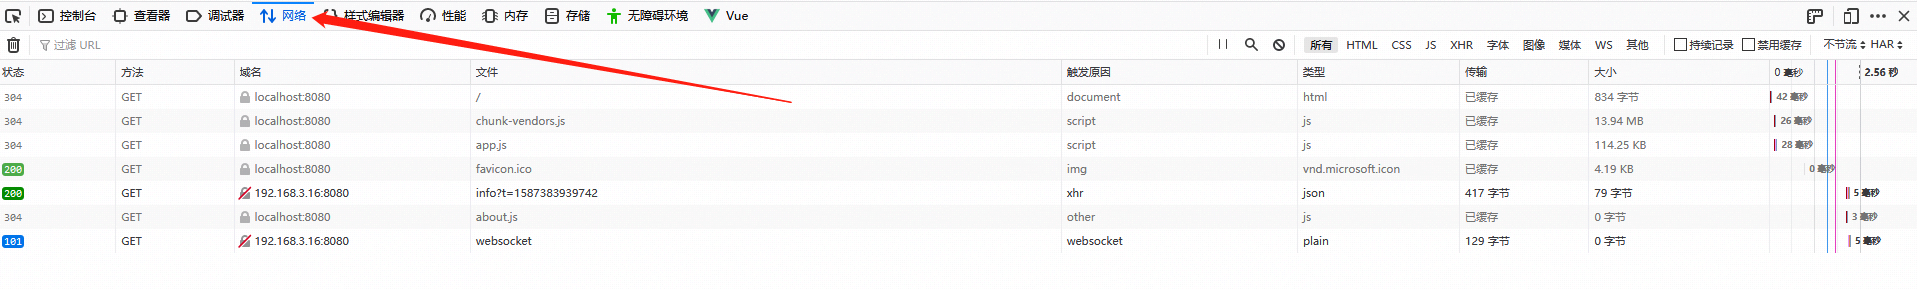 控制台 查看器 调试器 网络 样式编辑器 性能 内存 存储 无障碍环境 Vue
过滤 URL 所有 HTML CSS JS XHR 字体 图像 媒体 WS 其他 持续记录 禁用缓存 不节流 HAR
状态 方法 域名 文件 触发原因 类型 传输 大小 0 毫秒 2.56 秒
304 GET localhost:8080 / document html 已缓存 834 字节 42 毫秒
304 GET localhost:8080 chunk-vendors.js script js 已缓存 13.94 MB 26 毫秒
304 GET localhost:8080 app.js script js 已缓存 114.25 KB 28 毫秒
200 GET localhost:8080 favicon.ico img vnd.microsoft.icon 已缓存 4.19 KB 0 毫秒
200 GET 192.168.3.16:8080 info?t=1587383939742 xhr json 417 字节 79 字节 5 毫秒
304 GET localhost:8080 about.js other js 已缓存 0 字节 3 毫秒
101 GET 192.168.3.16:8080 websocket websocket plain 129 字节 0 字节 5 毫秒